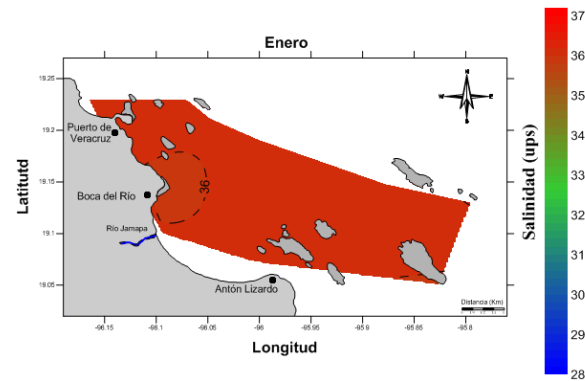 Enero
19.25
19.2
19.15
19.1
19.05
Latitutd
Puerto de
Veracruz
Boca del Río
Río Jamapa
Antón Lizardo
36
N
E
Distancia (Km)
-96.15
-96.1
-96.05
-96
-95.95
-95.9
-95.85
-95.8
Longitud
Salinidad (ups)
37
36
35
34
33
32
31
30
29
28